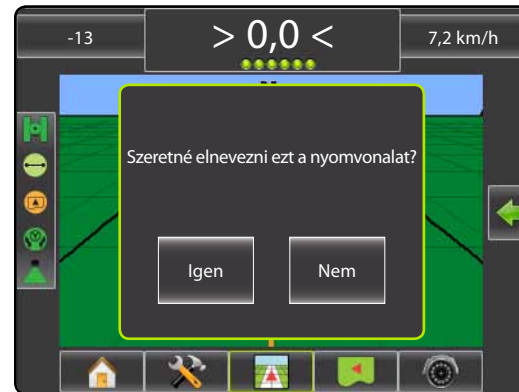 -13
> 0,0 <
7,2 km/h
Szeretné elnevezni ezt a nyomvonalat?
Igen
Nem